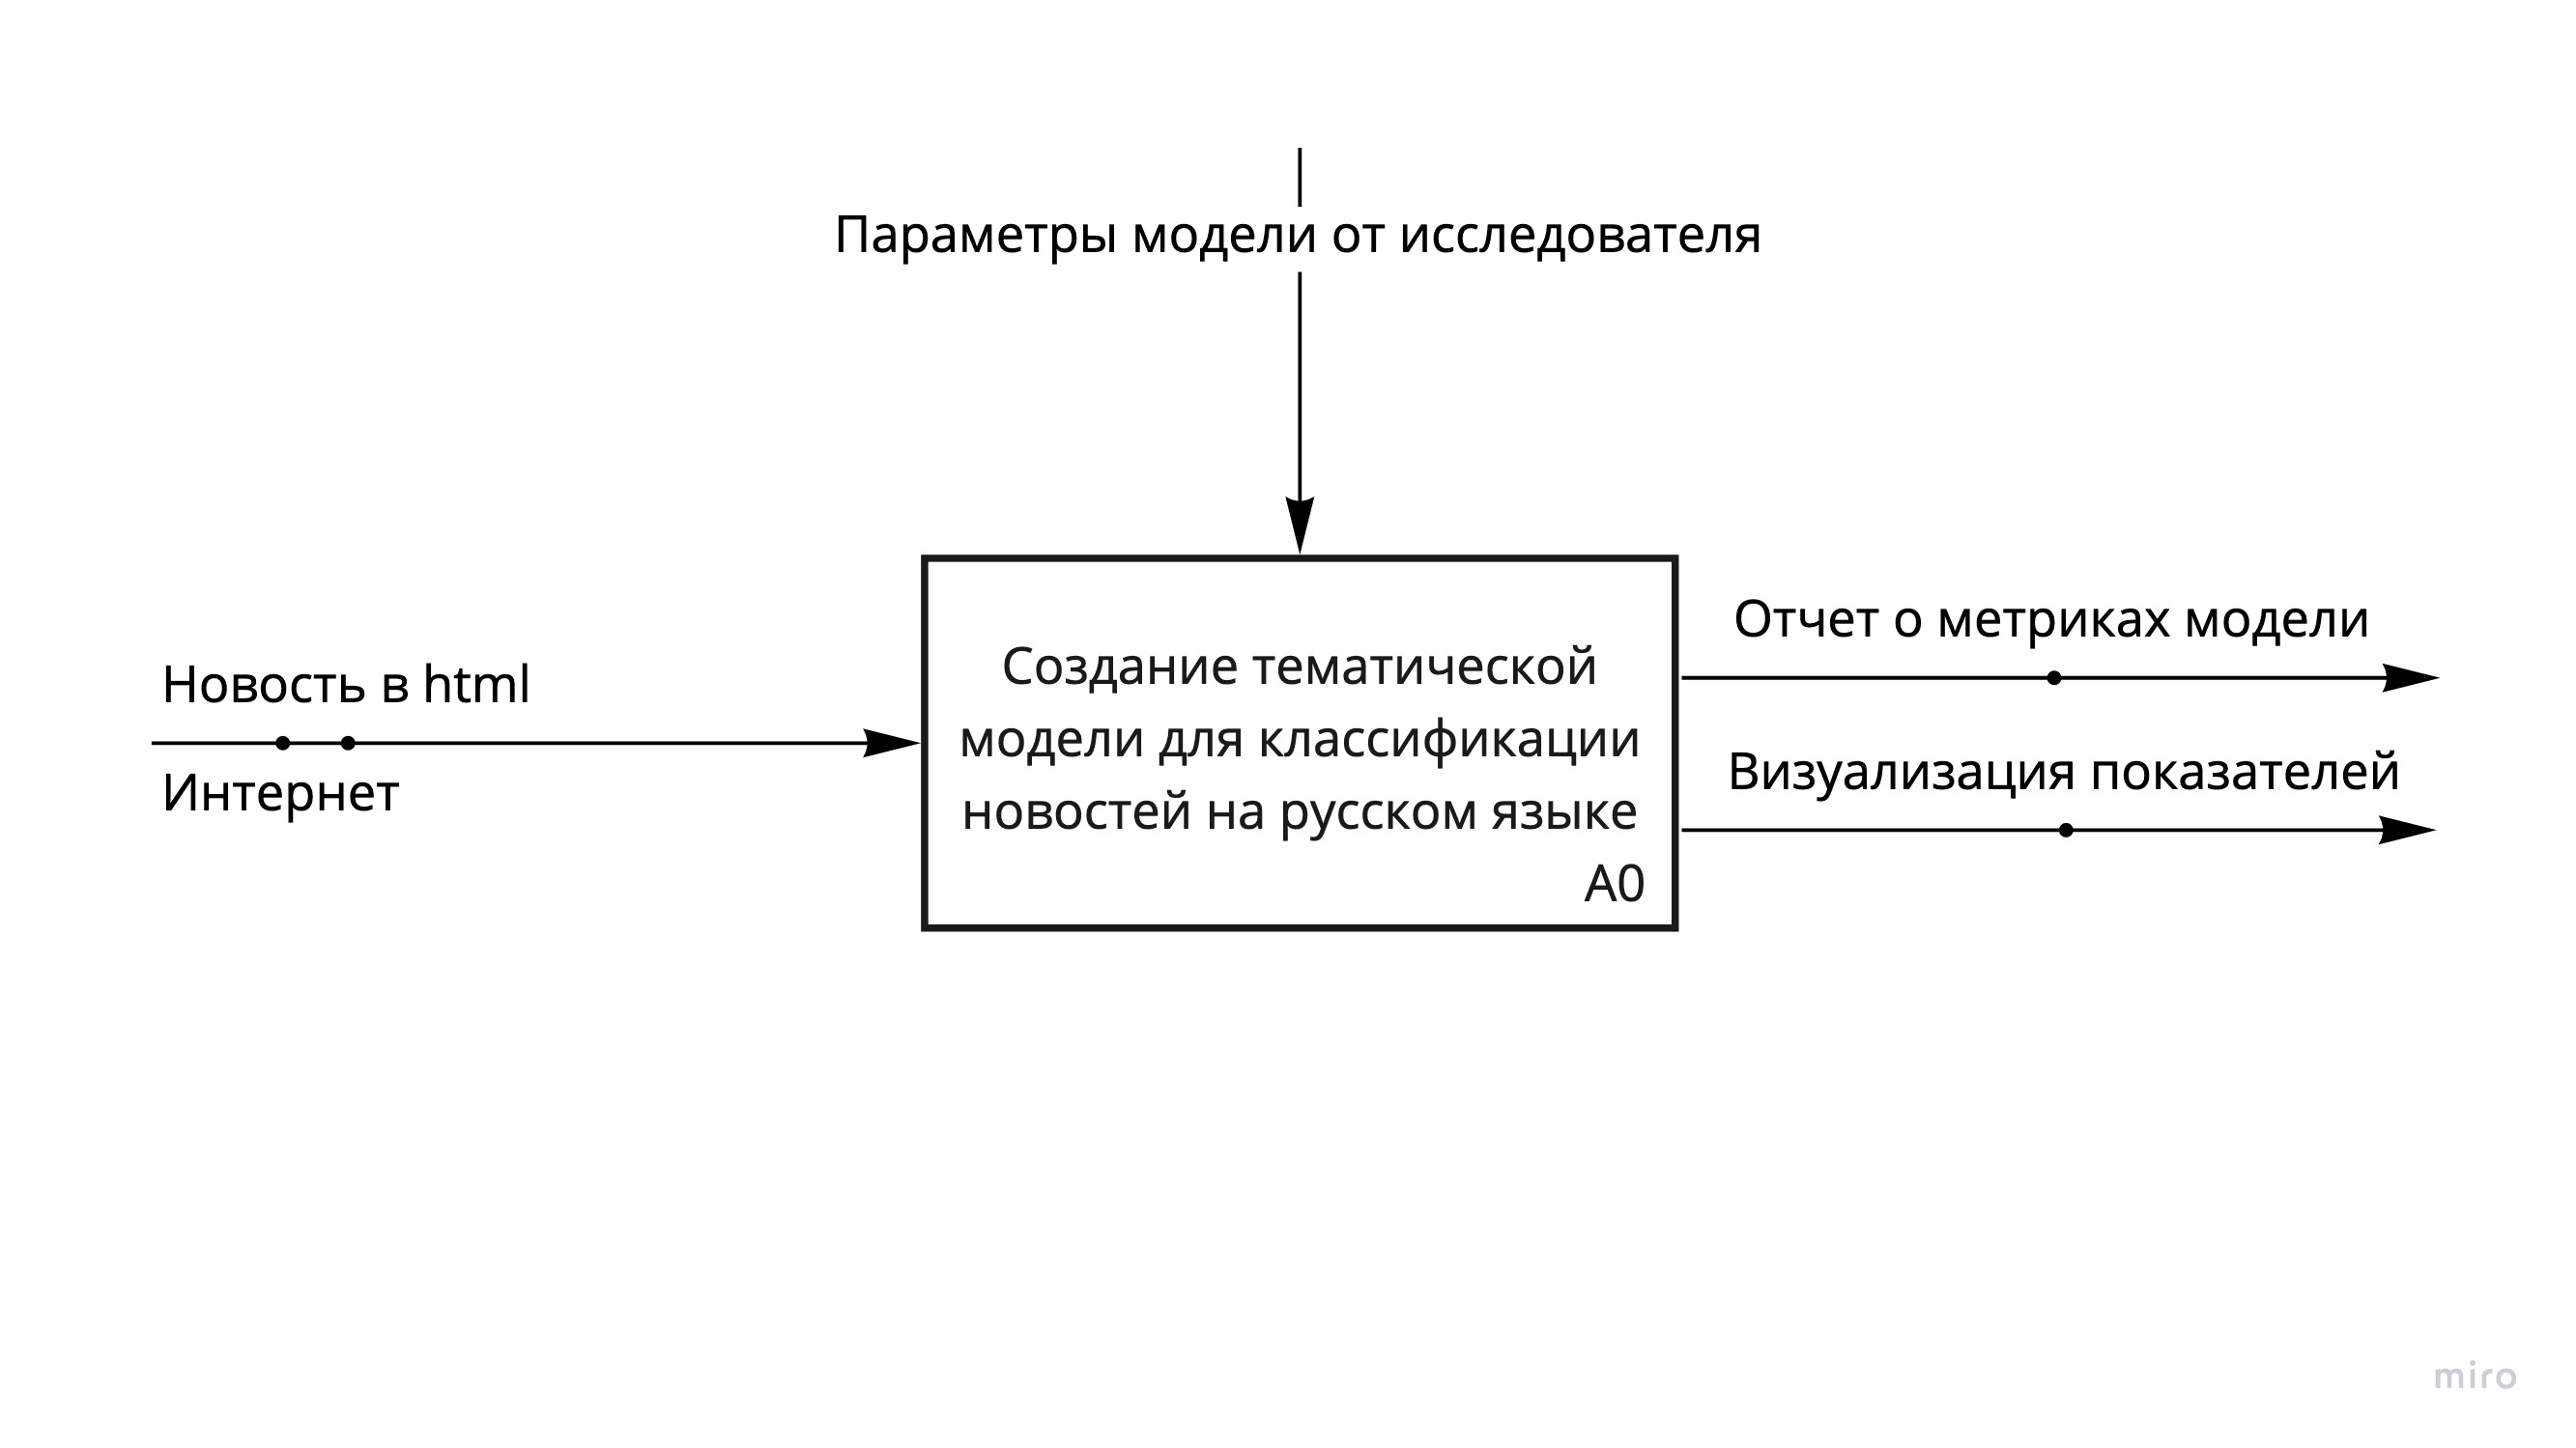 Параметры модели от исследователя
Новость в html
Интернет
Создание тематической
модели для классификации
новостей на русском языке
A0
Отчет о метриках модели
Визуализация показателей
miro